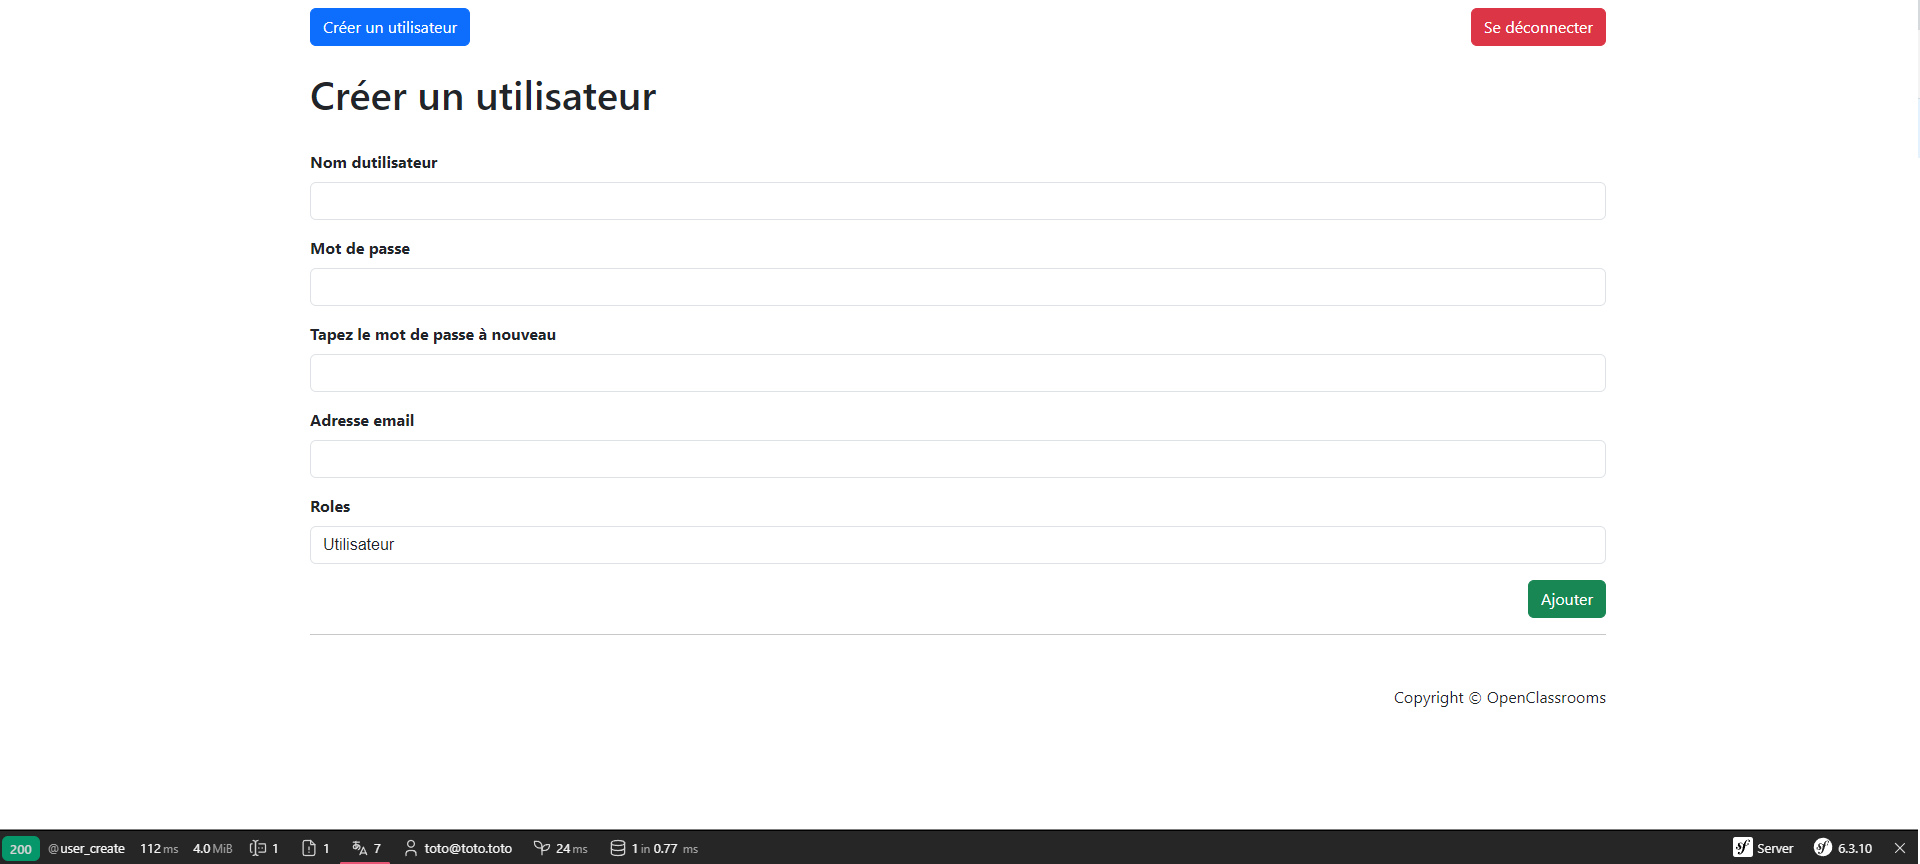 Créer un utilisateur Se déconnecter
Créer un utilisateur
Nom dutilisateur
Mot de passe
Tapez le mot de passe à nouveau
Adresse email
Roles
Utilisateur
Ajouter
Copyright © OpenClassrooms
200 @user_create 112 ms 4.0 MiB 1 1 7 toto@toto.toto 24 ms 1 in 0.77 ms Server 6.3.10